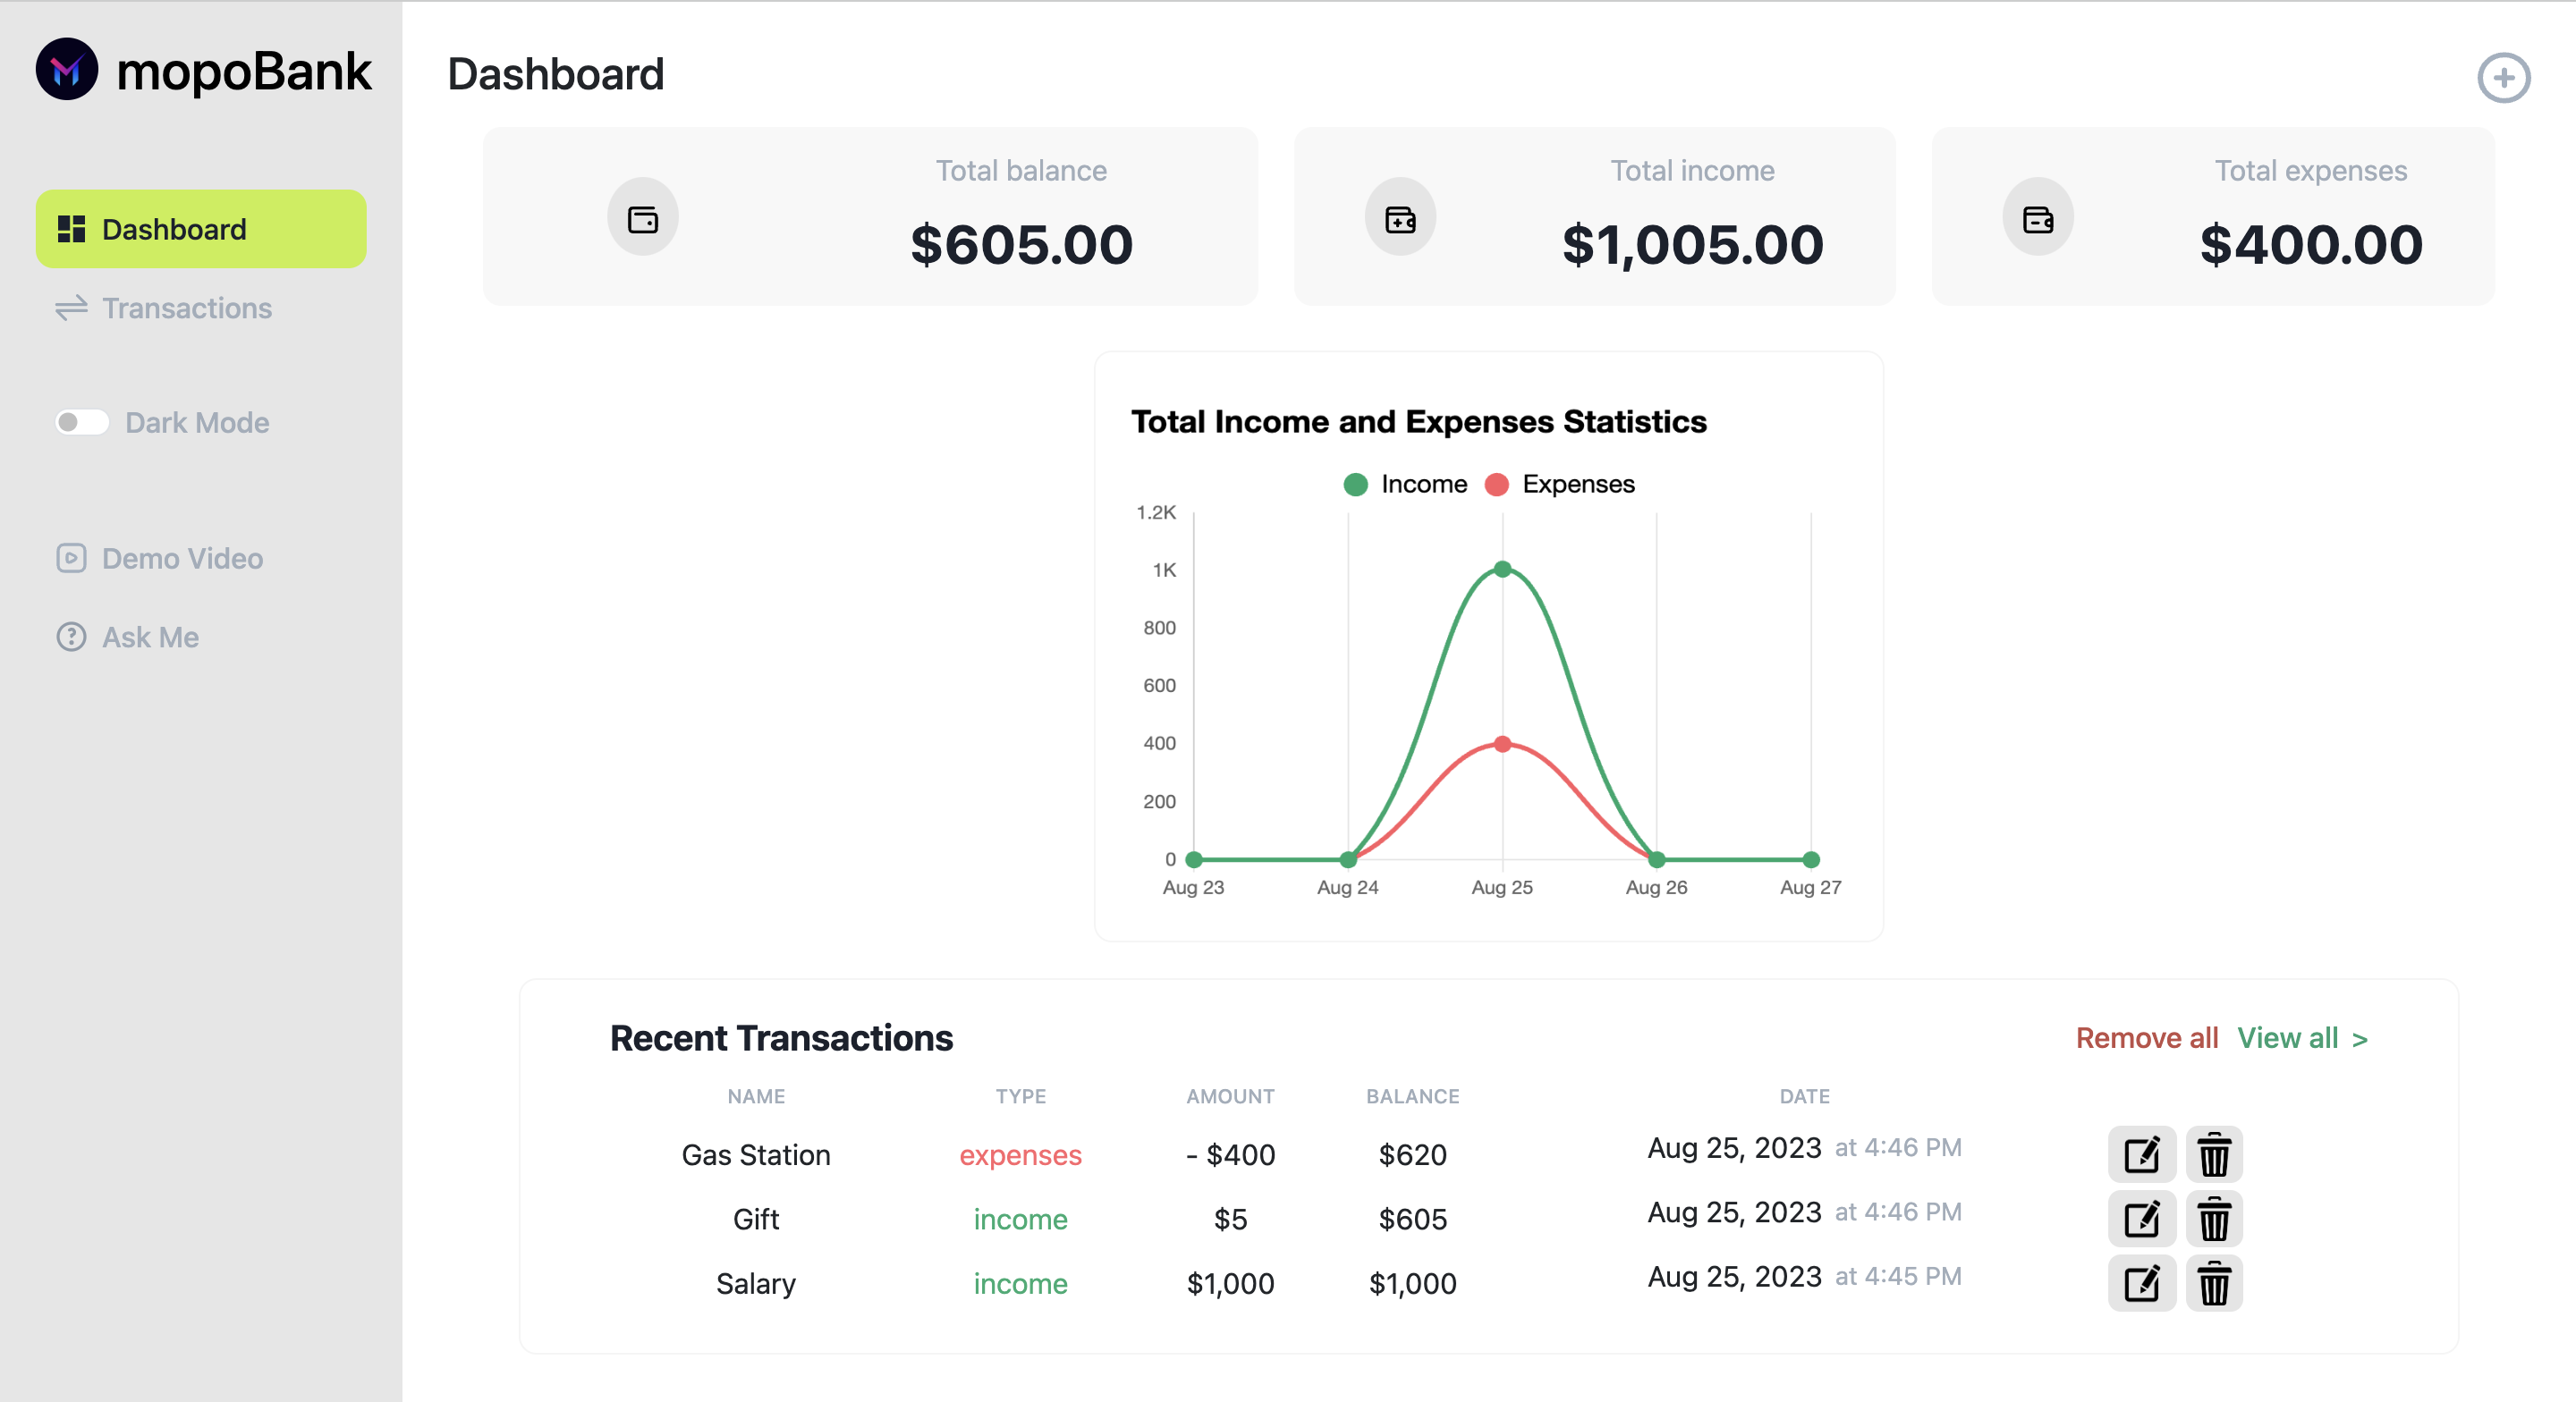 mopoBank
Dashboard
Transactions
Dark Mode
Demo Video
Ask Me
Dashboard
Total balance
$605.00
Total income
$1,005.00
Total expenses
$400.00
Total Income and Expenses Statistics
Income Expenses
1.2K
1K
800
600
400
200
0
Aug 23 Aug 24 Aug 25 Aug 26 Aug 27
Recent Transactions Remove all View all >
NAME TYPE AMOUNT BALANCE DATE
Gas Station expenses - $400 $620 Aug 25, 2023 at 4:46 PM
Gift income $5 $605 Aug 25, 2023 at 4:46 PM
Salary income $1,000 $1,000 Aug 25, 2023 at 4:45 PM